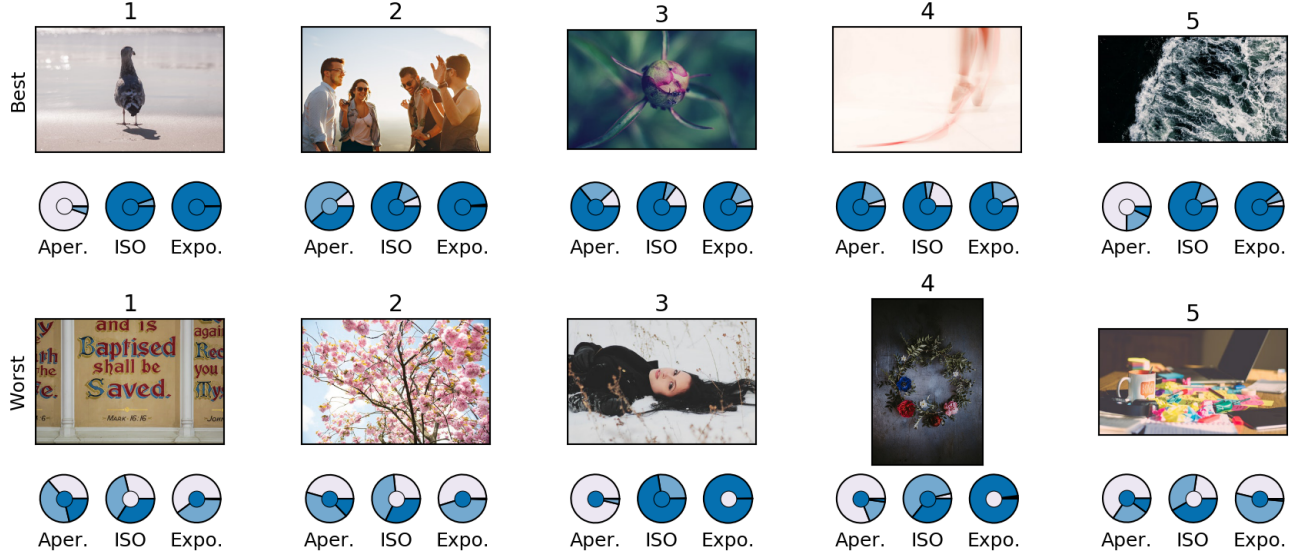 1 2 3 4 5
Best
Aper. ISO Expo. Aper. ISO Expo. Aper. ISO Expo. Aper. ISO Expo. Aper. ISO Expo.
1 2 3 4 5
Worst
and is
Baptised
shall be
Saved.
MARK 16:16
again
you
Aper. ISO Expo. Aper. ISO Expo. Aper. ISO Expo. Aper. ISO Expo. Aper. ISO Expo.